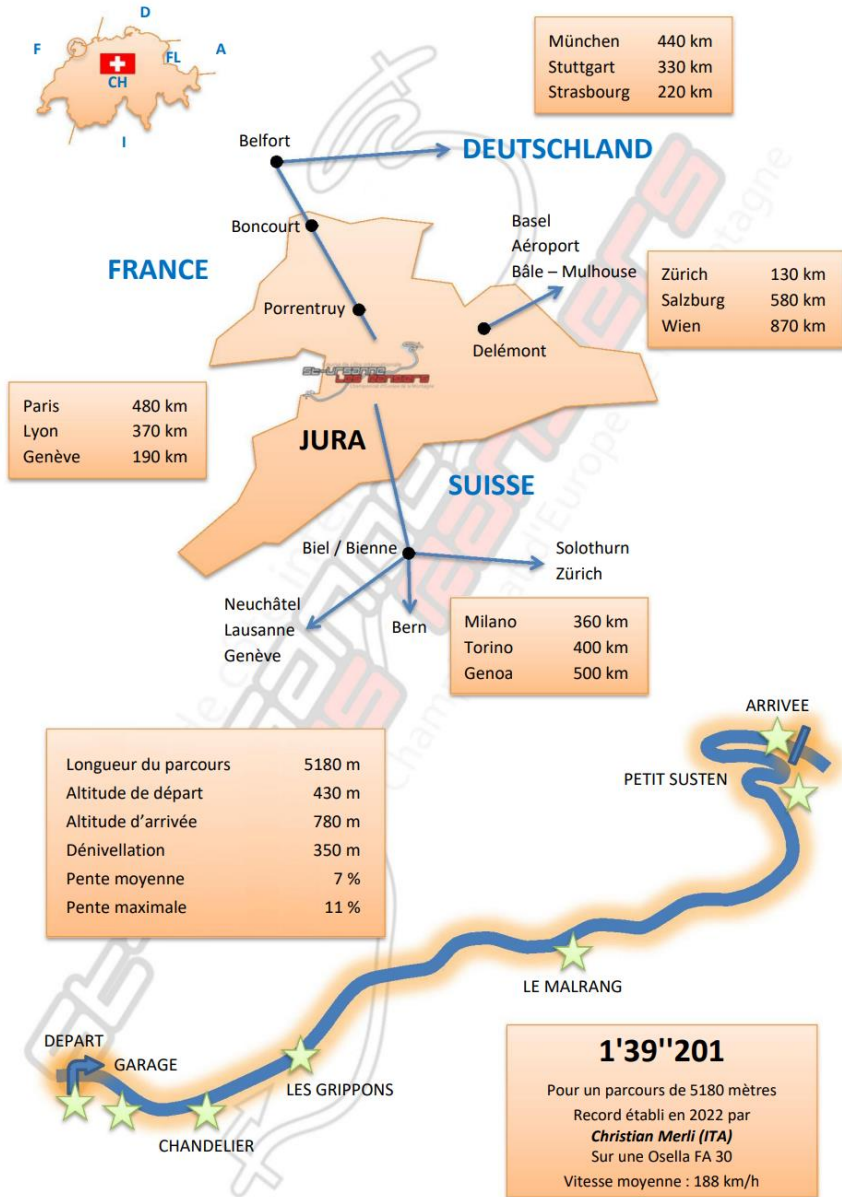 D
F
FL
A
CH
I
München 440 km
Stuttgart 330 km
Strasbourg 220 km
Belfort
DEUTSCHLAND
Boncourt
Basel
Aéroport
Bâle – Mulhouse
FRANCE
Zürich 130 km
Salzburg 580 km
Wien 870 km
Porrentruy
Delémont
St-Ursanne
Les Rangiers
Paris 480 km
Lyon 370 km
Genève 190 km
JURA
SUISSE
Biel / Bienne
Solothurn
Zürich
Neuchâtel
Lausanne
Genève
Bern
Milano 360 km
Torino 400 km
Genoa 500 km
ARRIVEE
PETIT SUSTEN
Longueur du parcours 5180 m
Altitude de départ 430 m
Altitude d’arrivée 780 m
Dénivellation 350 m
Pente moyenne 7 %
Pente maximale 11 %
LE MALRANG
DEPART
GARAGE
LES GRIPPONS
CHANDELIER
1'39''201
Pour un parcours de 5180 mètres
Record établi en 2022 par
Christian Merli (ITA)
Sur une Osella FA 30
Vitesse moyenne : 188 km/h